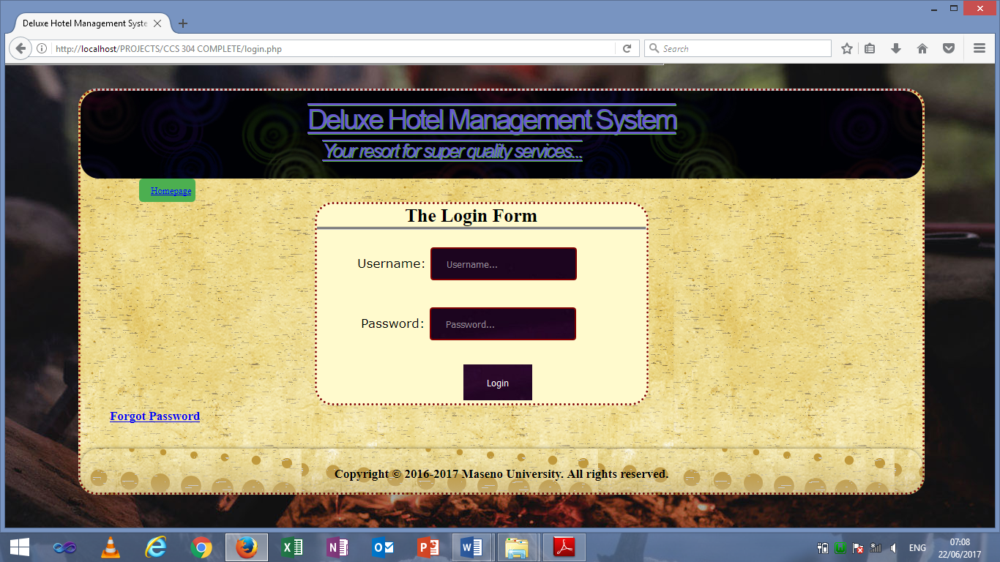 Deluxe Hotel Management Syste
http://localhost/PROJECTS/CCS 304 COMPLETE/login.php
Search
Deluxe Hotel Management System
Your resort for super quality services...
Homepage
The Login Form
Username: Username...
Password: Password...
Login
Forgot Password
Copyright © 2016-2017 Maseno University. All rights reserved.
ENG
07:08
22/06/2017